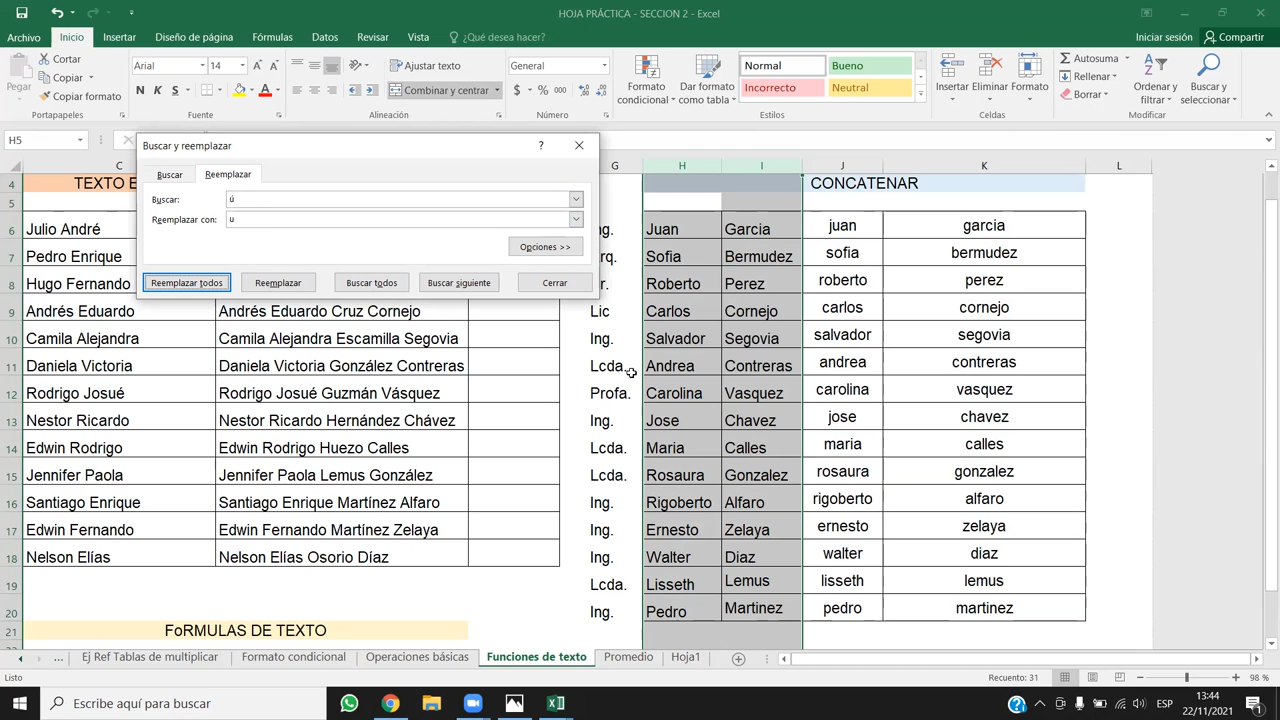 HOJA PRÁCTICA - SECCION 2 - Excel
Archivo Inicio Insertar Diseño de página Fórmulas Datos Revisar Vista ¿Qué desea hacer? Iniciar sesión Compartir
Pegar Cortar Copiar Copiar formato Portapapeles
Arial 14 N K S Fuente
Ajustar texto Combinar y centrar Alineación
General $ % 000 Número
Formato condicional Dar formato como tabla Normal Bueno Incorrecto Neutral Estilos
Insertar Eliminar Formato Celdas
Autosuma Rellenar Borrar Ordenar y filtrar Buscar y seleccionar Modificar
H5
Buscar y reemplazar ?
Buscar Reemplazar
Buscar: ú
Reemplazar con: u
Opciones >>
Reemplazar todos Reemplazar Buscar todos Buscar siguiente Cerrar
C G H I J K L
4 TEXTO E CONCATENAR
5
6 Julio André ng. Juan Garcia juan garcia
7 Pedro Enrique rq. Sofia Bermudez sofia bermudez
8 Hugo Fernando r. Roberto Perez roberto perez
9 Andrés Eduardo Andrés Eduardo Cruz Cornejo Lic Carlos Cornejo carlos cornejo
10 Camila Alejandra Camila Alejandra Escamilla Segovia Ing. Salvador Segovia salvador segovia
11 Daniela Victoria Daniela Victoria González Contreras Lcda. Andrea Contreras andrea contreras
12 Rodrigo Josué Rodrigo Josué Guzmán Vásquez Profa. Carolina Vasquez carolina vasquez
13 Nestor Ricardo Nestor Ricardo Hernández Chávez Ing. Jose Chavez jose chavez
14 Edwin Rodrigo Edwin Rodrigo Huezo Calles Lcda. Maria Calles maria calles
15 Jennifer Paola Jennifer Paola Lemus González Lcda. Rosaura Gonzalez rosaura gonzalez
16 Santiago Enrique Santiago Enrique Martínez Alfaro Ing. Rigoberto Alfaro rigoberto alfaro
17 Edwin Fernando Edwin Fernando Martínez Zelaya Ing. Ernesto Zelaya ernesto zelaya
18 Nelson Elías Nelson Elías Osorio Díaz Ing. Walter Diaz walter diaz
19 Lcda. Lisseth Lemus lisseth lemus
20 Ing. Pedro Martinez pedro martinez
21 FoRMULAS DE TEXTO
... Ej Ref Tablas de multiplicar Formato condicional Operaciones básicas Funciones de texto Promedio Hoja1
Listo Recuento: 31 98 %
Escribe aquí para buscar ESP 13:44
22/11/2021